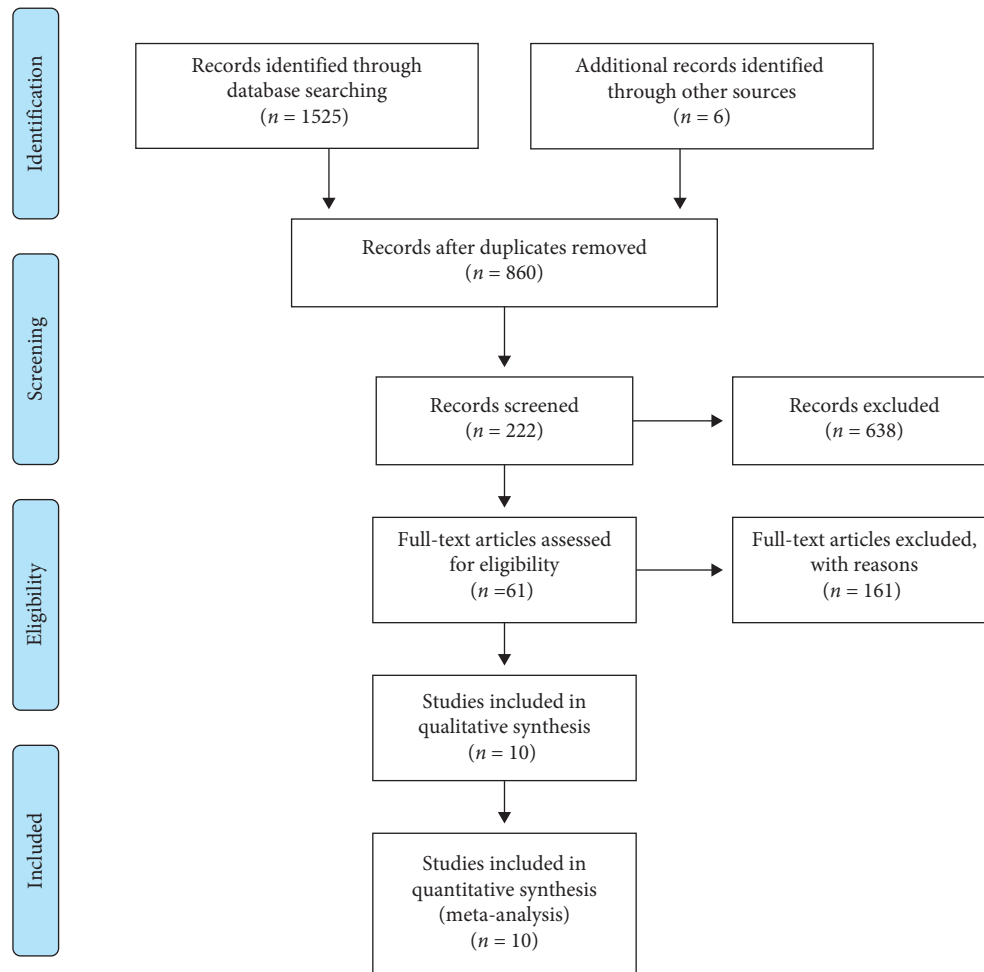 Identification
Records identified through
database searching
(n = 1525)
Additional records identified
through other sources
(n = 6)
Records after duplicates removed
(n = 860)
Screening
Records screened
(n = 222)
Records excluded
(n = 638)
Eligibility
Full-text articles assessed
for eligibility
(n =61)
Full-text articles excluded,
with reasons
(n = 161)
Studies included in
qualitative synthesis
(n = 10)
Included
Studies included in
quantitative synthesis
(meta-analysis)
(n = 10)